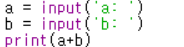 a = input('a: ')
b = input('b: ')
print(a+b)